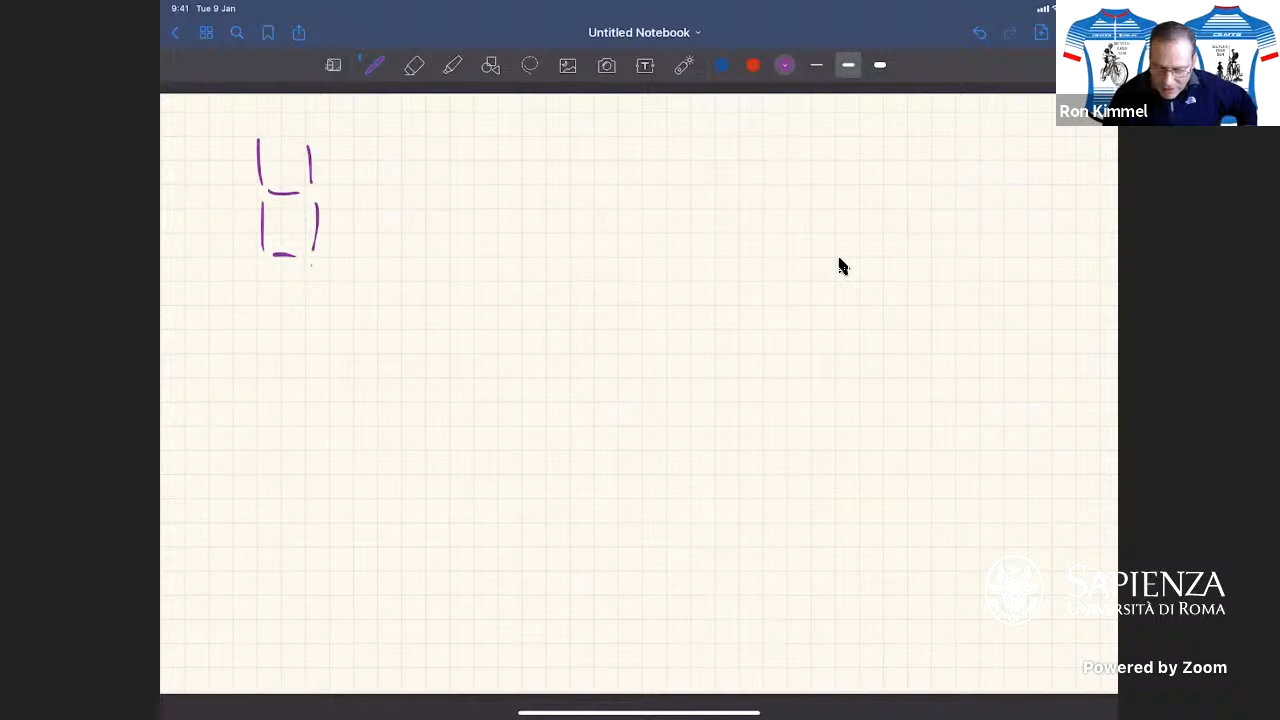 9:41 Tue 9 Jan
Untitled Notebook
Ron Kimmel
SAPIENZA
UNIVERSITÀ DI ROMA
Powered by Zoom